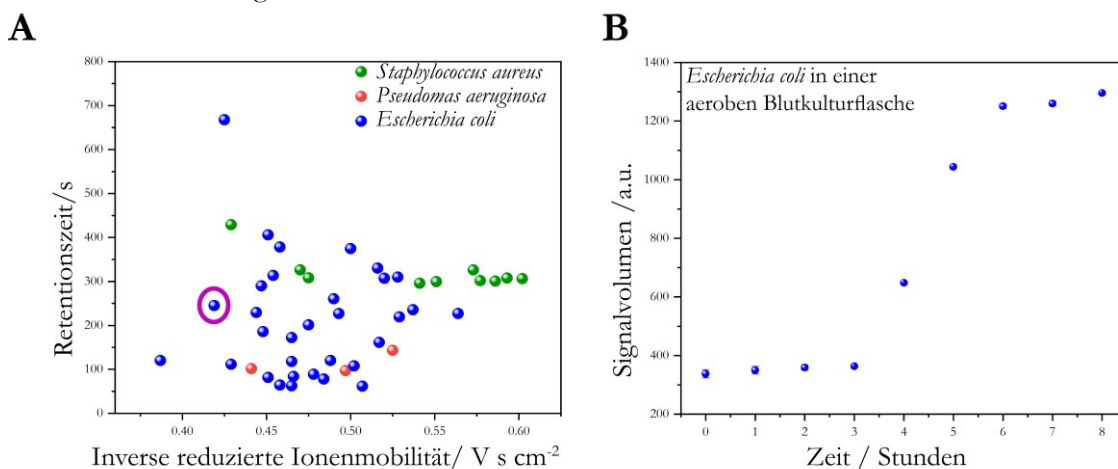 A
Staphylococcus aureus
Pseudomas aeruginosa
Escherichia coli
Retentionszeit/ s
800
700
600
500
400
300
200
100
0
0.40
0.45
0.50
0.55
0.60
Inverse reduzierte Ionenmobilität/ V s cm⁻²
B
Escherichia coli in einer
aeroben Blutkulturflasche
Signalvolumen /a.u.
1400
1200
1000
800
600
400
200
0
1
2
3
4
5
6
7
8
Zeit / Stunden